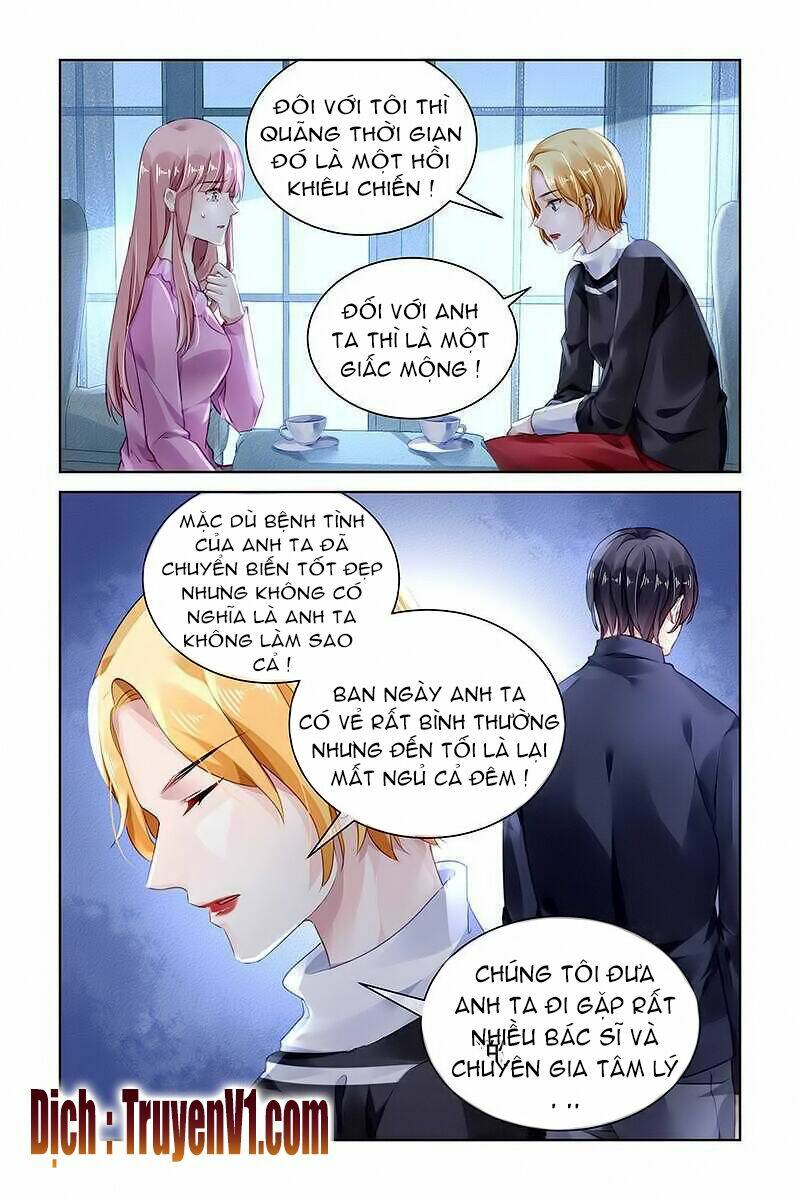 ĐÔI VỚI TÔI THÌ
QUÃNG THỜI GIAN
ĐÓ LÀ MỘT HỒI
KHIÊU CHIẾN !
ĐỐI VỚI ANH
TA THÌ LÀ MỘT
GIẤC MỘNG !
MẶC DÙ BỆNH TÌNH
CỦA ANH TA ĐÃ
CHUYỂN BIẾN TỐT ĐẸP
NHƯNG KHÔNG CÓ
NGHĨA LÀ ANH TA
KHÔNG LÀM SAO
CẢ !
BAN NGÀY ANH TA
CÓ VẺ RẤT BÌNH THƯỜNG
NHƯNG ĐẾN TỐI LÀ LẠI
MẤT NGỦ CẢ ĐÊM !
CHÚNG TÔI ĐƯA
ANH TA ĐI GẶP RẤT
NHIỀU BÁC SĨ VÀ
CHUYÊN GIA TÂM LÝ
. ..
Dịch : TruyenV1.com